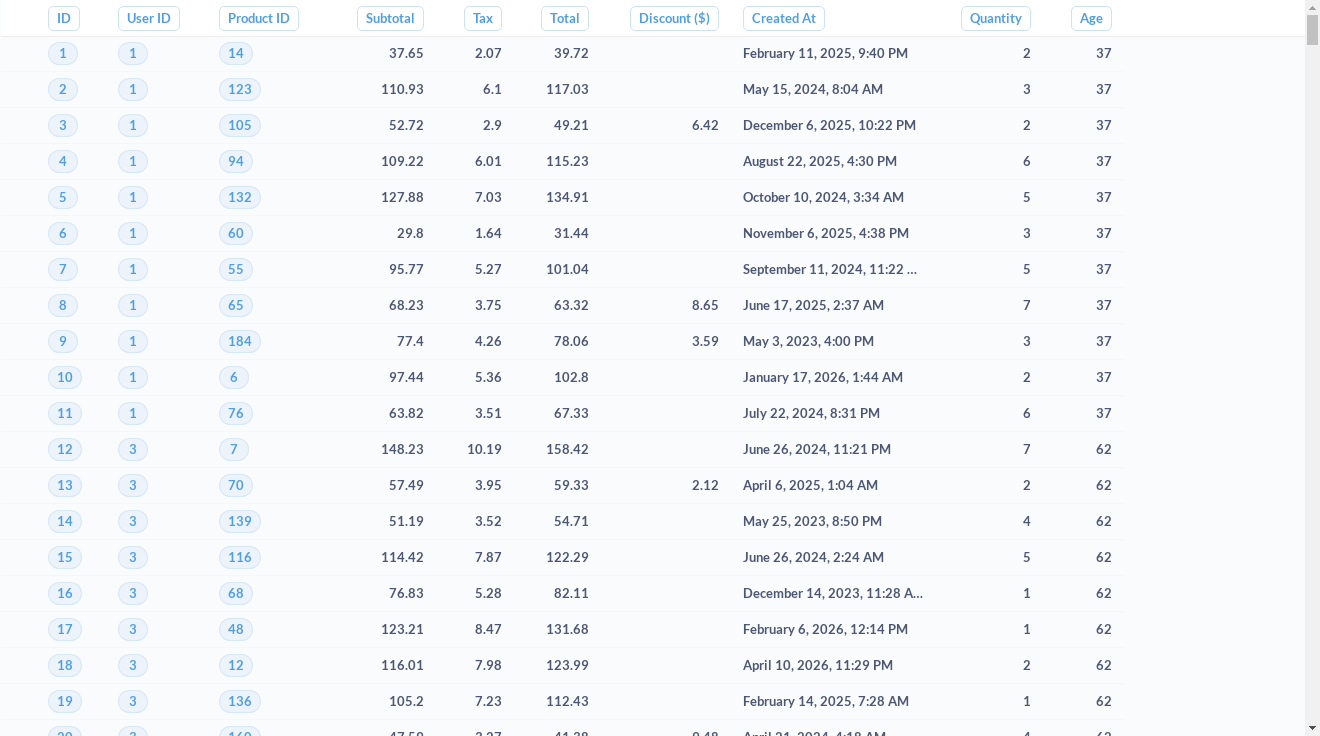 ID User ID Product ID Subtotal Tax Total Discount ($) Created At Quantity Age
1 1 14 37.65 2.07 39.72 February 11, 2025, 9:40 PM 2 37
2 1 123 110.93 6.1 117.03 May 15, 2024, 8:04 AM 3 37
3 1 105 52.72 2.9 49.21 6.42 December 6, 2025, 10:22 PM 2 37
4 1 94 109.22 6.01 115.23 August 22, 2025, 4:30 PM 6 37
5 1 132 127.88 7.03 134.91 October 10, 2024, 3:34 AM 5 37
6 1 60 29.8 1.64 31.44 November 6, 2025, 4:38 PM 3 37
7 1 55 95.77 5.27 101.04 September 11, 2024, 11:22 ... 5 37
8 1 65 68.23 3.75 63.32 8.65 June 17, 2025, 2:37 AM 7 37
9 1 184 77.4 4.26 78.06 3.59 May 3, 2023, 4:00 PM 3 37
10 1 6 97.44 5.36 102.8 January 17, 2026, 1:44 AM 2 37
11 1 76 63.82 3.51 67.33 July 22, 2024, 8:31 PM 6 37
12 3 7 148.23 10.19 158.42 June 26, 2024, 11:21 PM 7 62
13 3 70 57.49 3.95 59.33 2.12 April 6, 2025, 1:04 AM 2 62
14 3 139 51.19 3.52 54.71 May 25, 2023, 8:50 PM 4 62
15 3 116 114.42 7.87 122.29 June 26, 2024, 2:24 AM 5 62
16 3 68 76.83 5.28 82.11 December 14, 2023, 11:28 A... 1 62
17 3 48 123.21 8.47 131.68 February 6, 2026, 12:14 PM 1 62
18 3 12 116.01 7.98 123.99 April 10, 2026, 11:29 PM 2 62
19 3 136 105.2 7.23 112.43 February 14, 2025, 7:28 AM 1 62